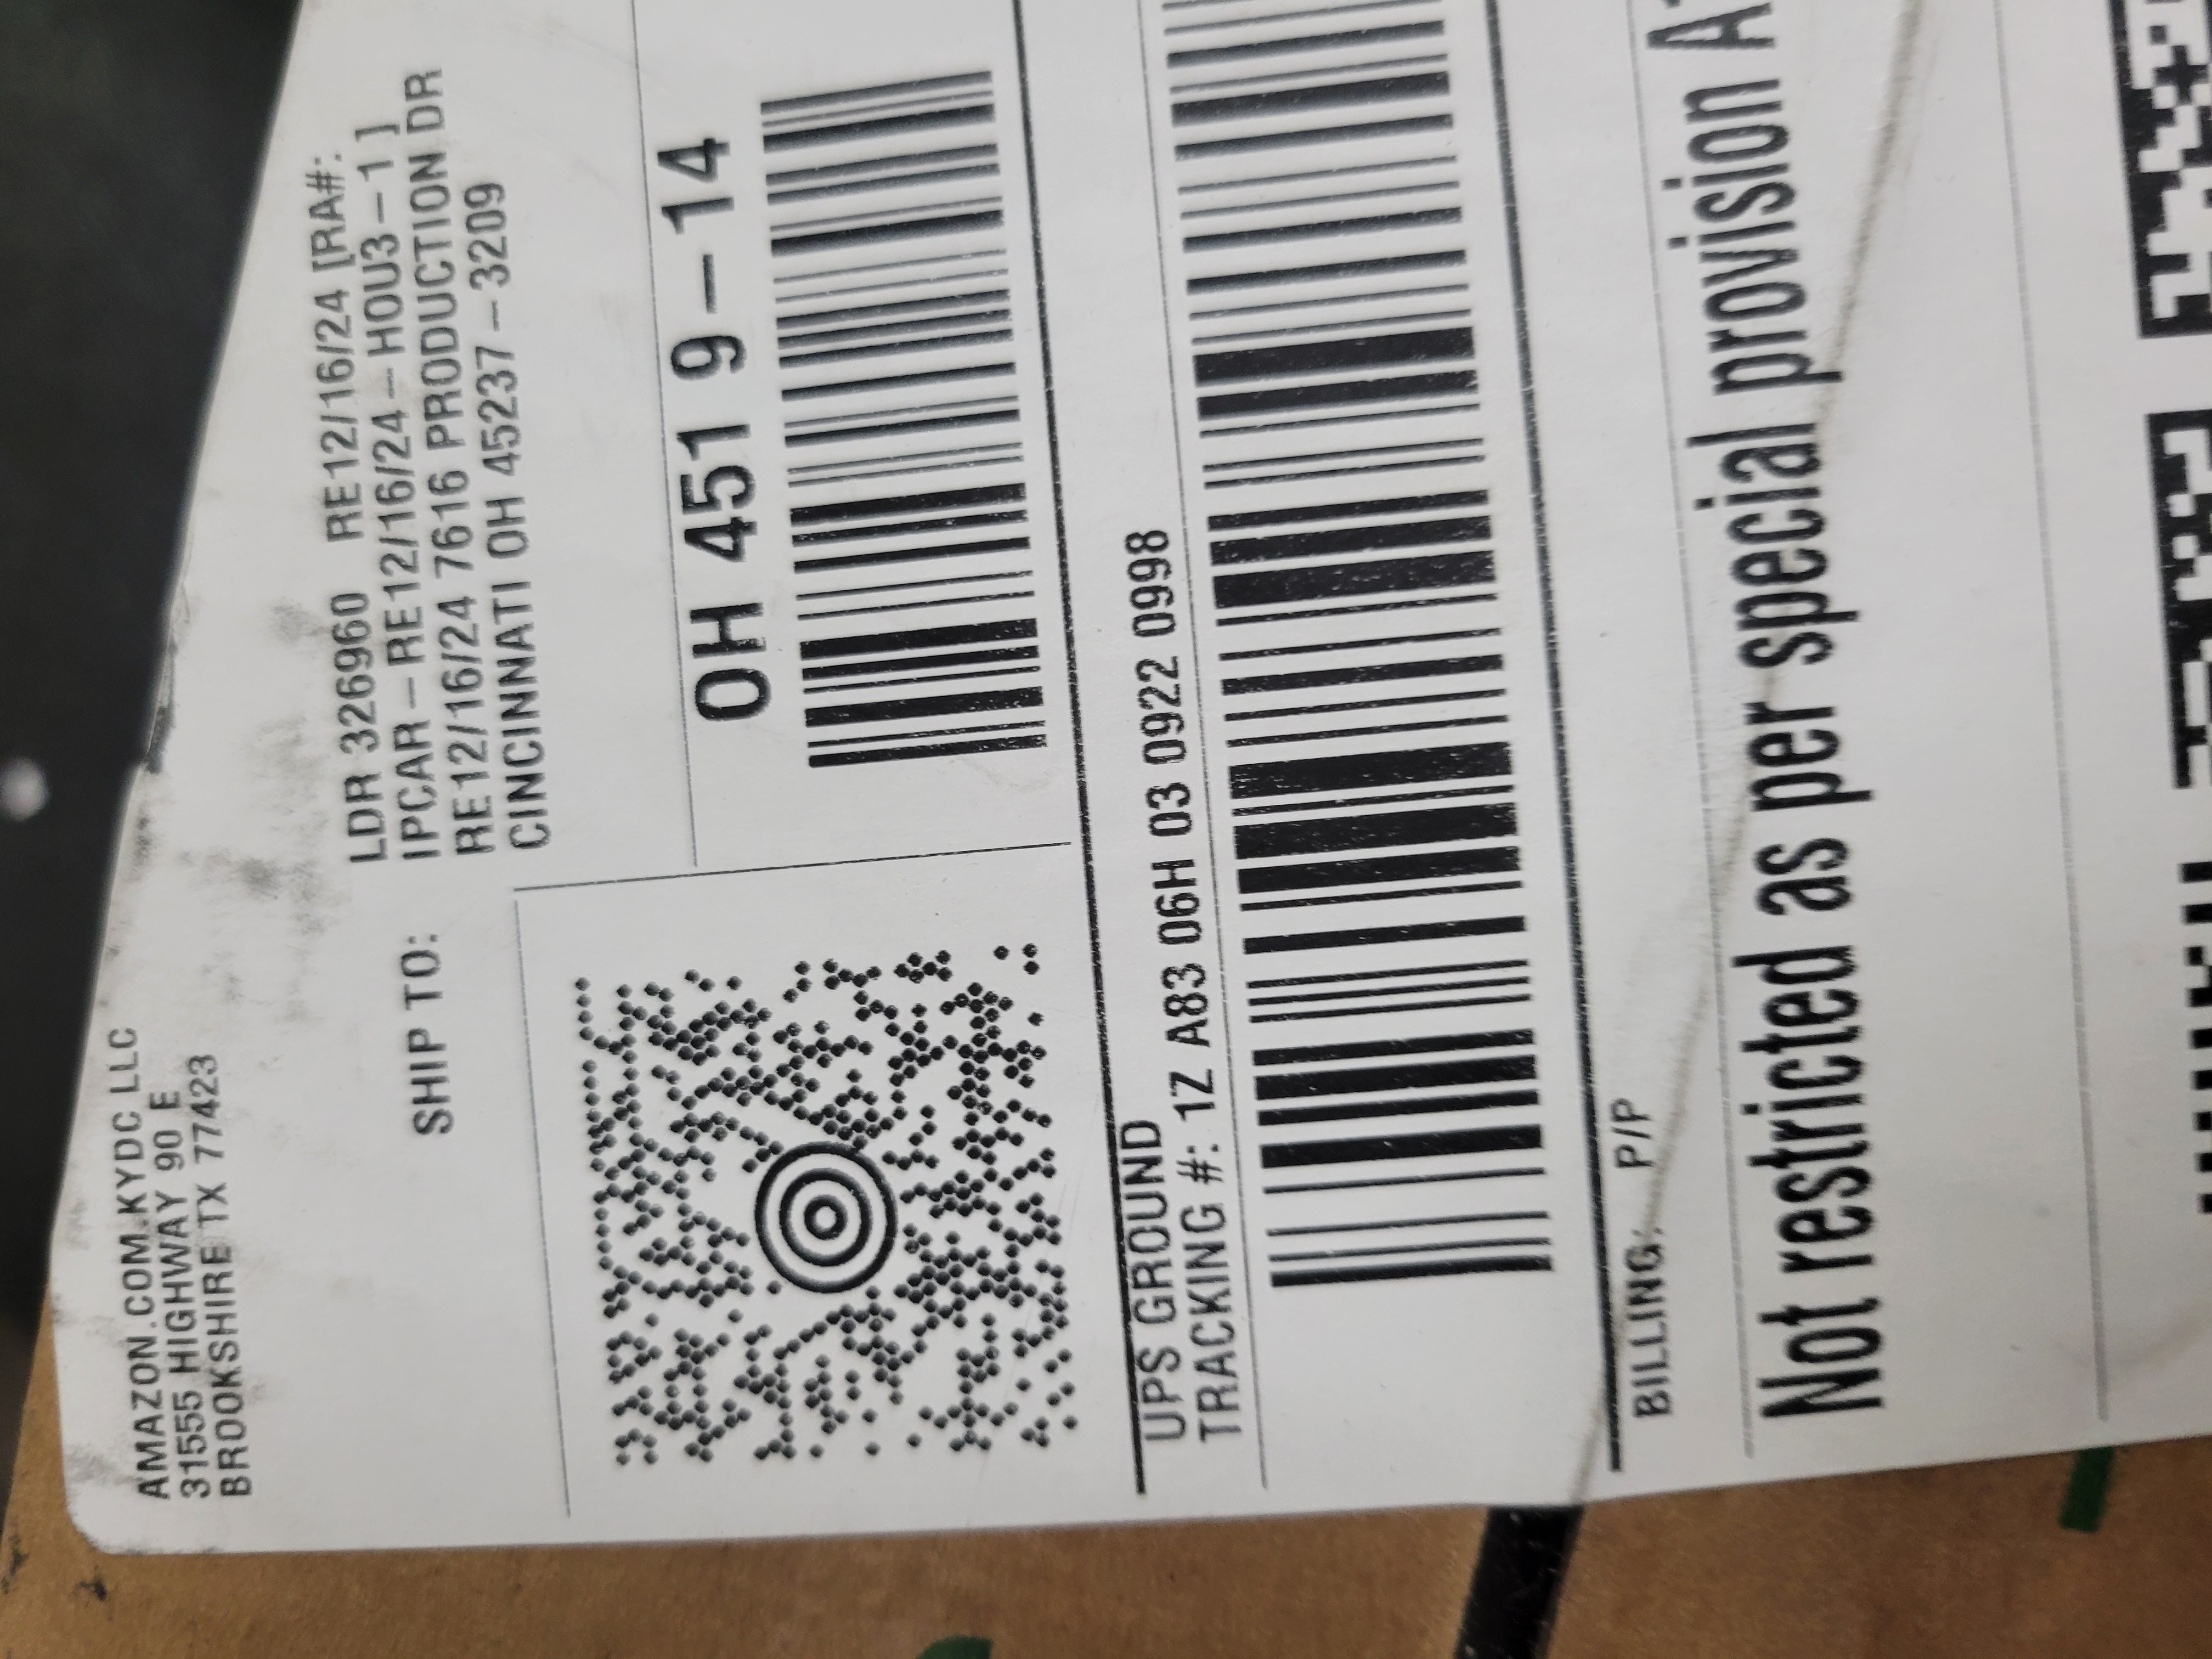 AMAZON.COM.KYDC LLC
31555 HIGHWAY 90 E
BROOKSHIRE TX 77423
SHIP TO:
LDR 326960 RE12/16/24 [RA#:
IPCAR-RE12/16/24-HOU3-1]
RE12/16/24 7616 PRODUCTION DR
CINCINNATI OH 45237-3209
OH 451 9-14
UPS GROUND
TRACKING #: 1Z A83 06H 03 0922 0998
BILLING: P/P
Not restricted as per special provision